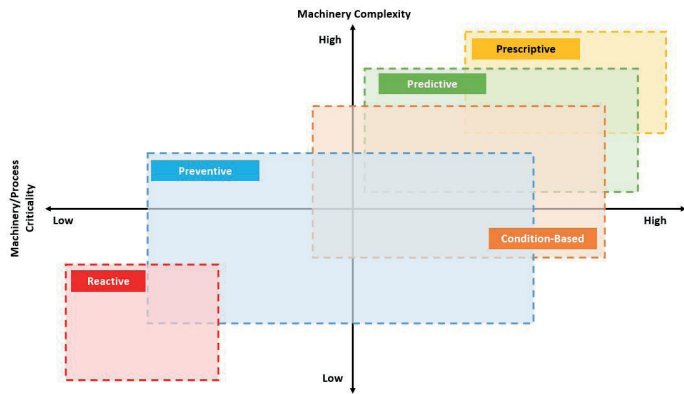 Machinery Complexity
High
Prescriptive
Predictive
Preventive
Machinery/Process
Criticality
Low
High
Condition-Based
Reactive
Low